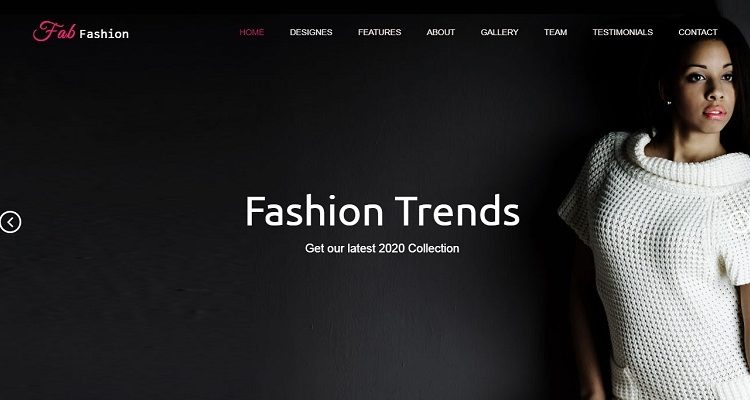 Fab Fashion
HOME DESIGNES FEATURES ABOUT GALLERY TEAM TESTIMONIALS CONTACT
Fashion Trends
Get our latest 2020 Collection